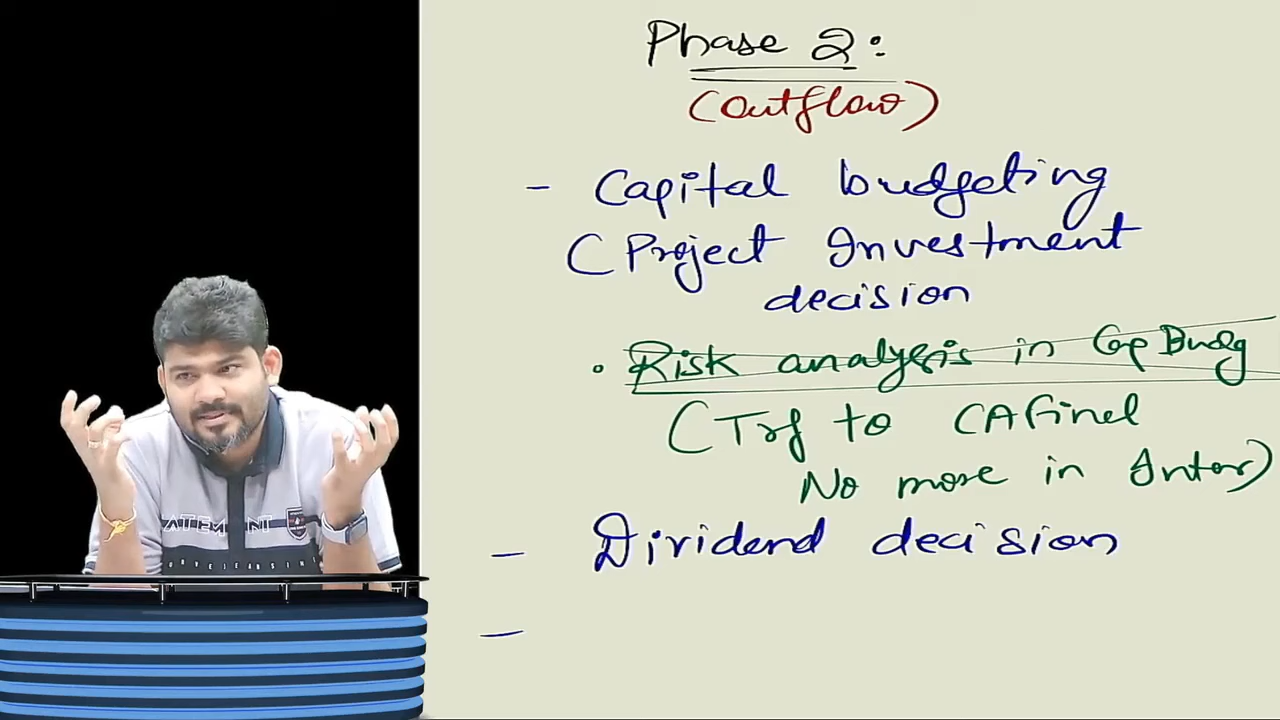 Phase 2:
(Outflow)
- Capital budgeting
(Project Investment
decision
• Risk analysis in Cap Budg
(Trf to CA Final
No more in Inter)
- Dividend decision
-
ATEMENT